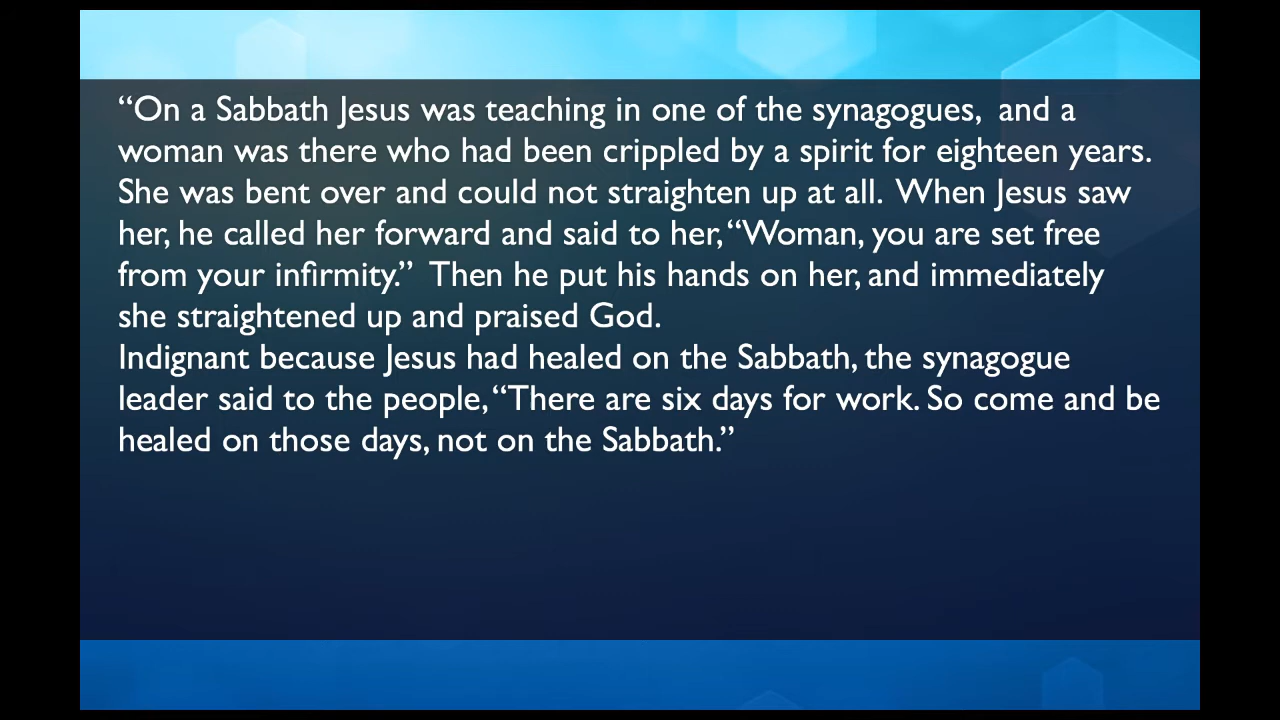 “On a Sabbath Jesus was teaching in one of the synagogues,  and a
woman was there who had been crippled by a spirit for eighteen years.
She was bent over and could not straighten up at all.  When Jesus saw
her, he called her forward and said to her, “Woman, you are set free
from your infirmity.”  Then he put his hands on her, and immediately
she straightened up and praised God.
Indignant because Jesus had healed on the Sabbath, the synagogue
leader said to the people, “There are six days for work. So come and be
healed on those days, not on the Sabbath.”